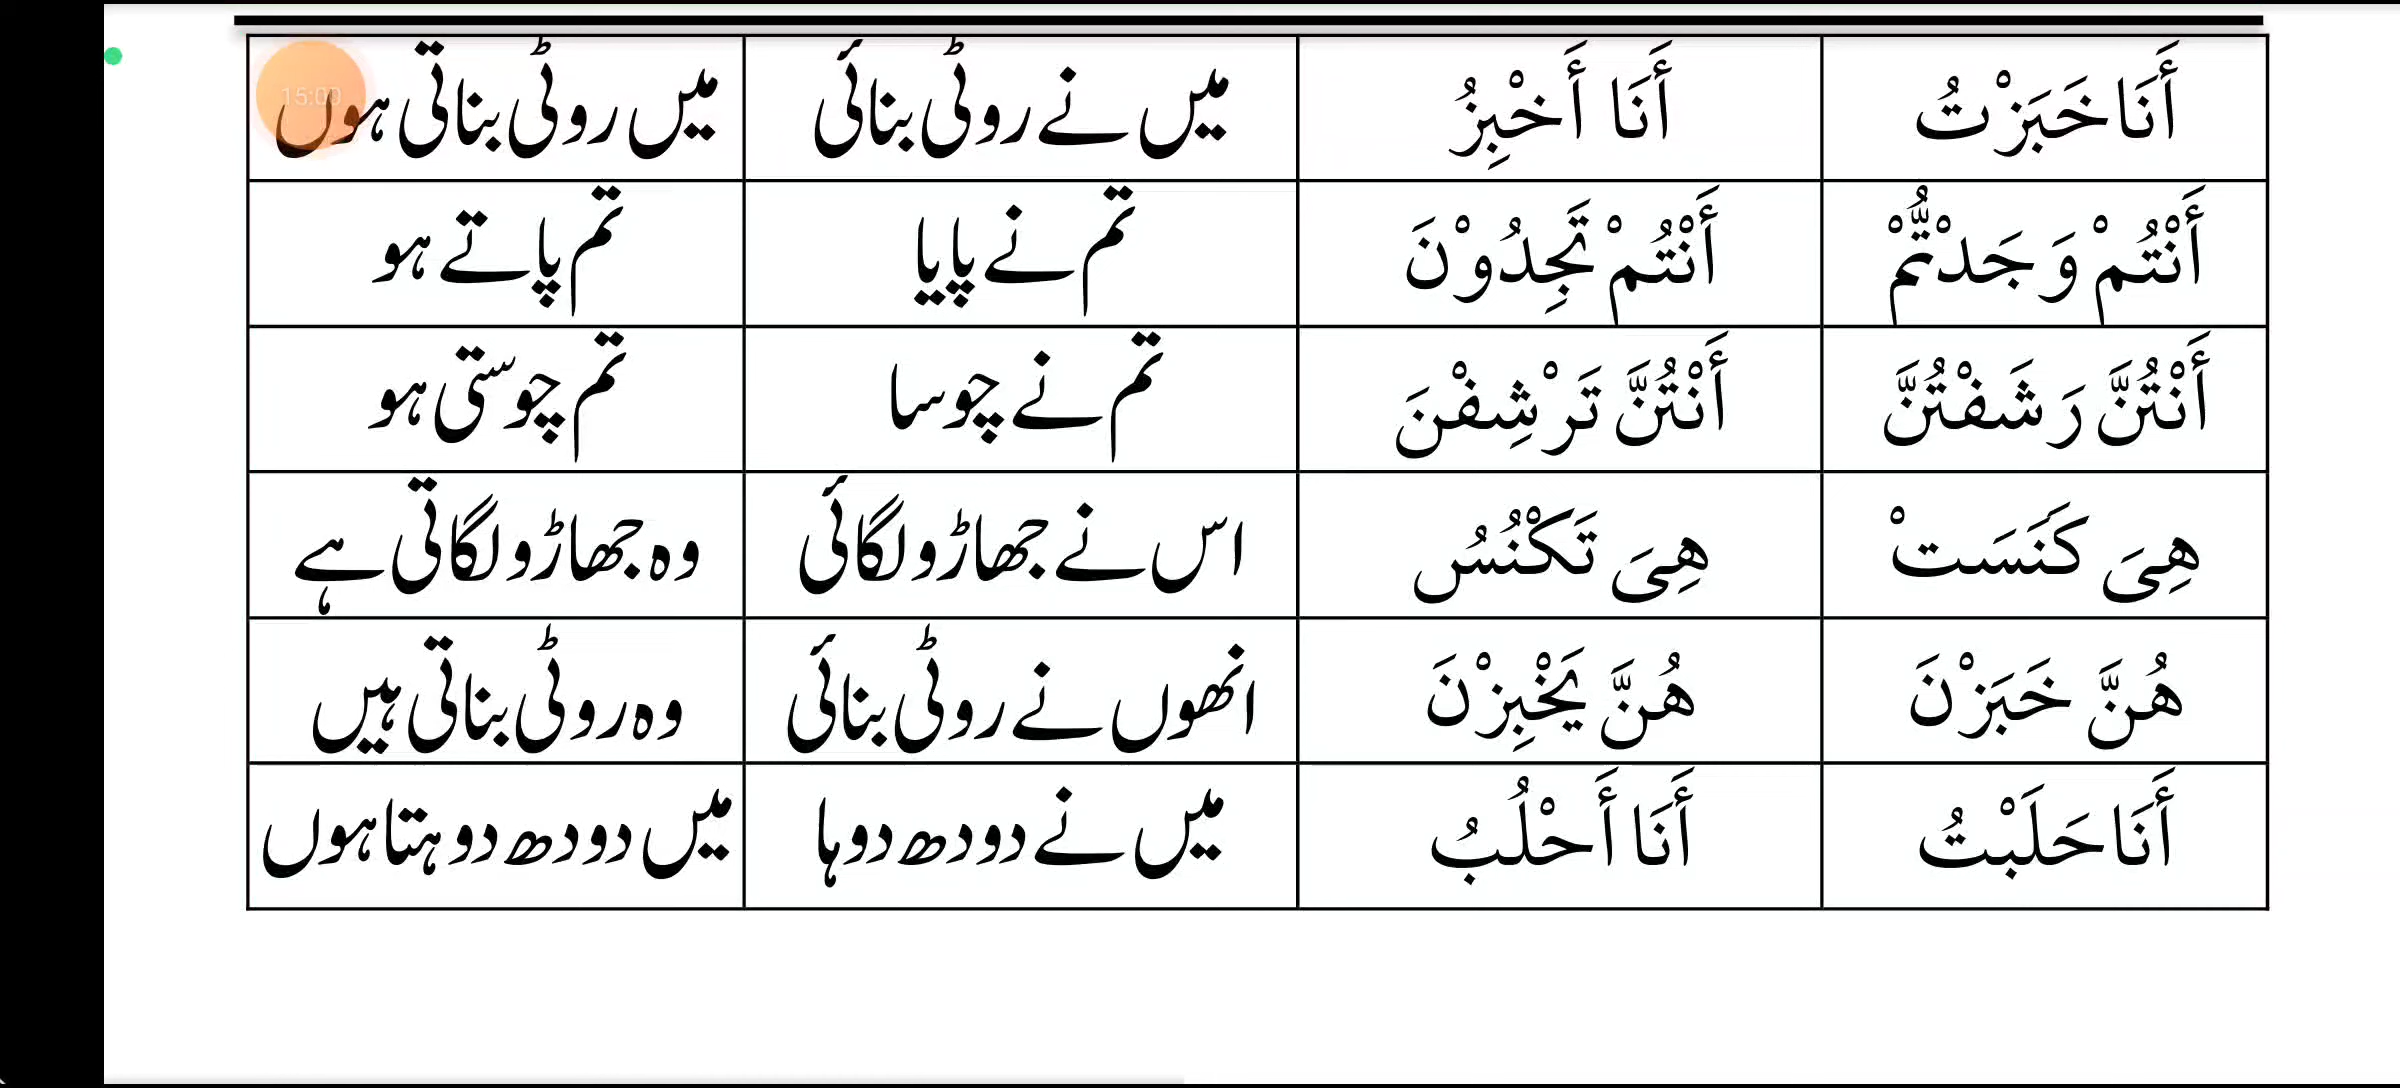 أَنَا خَبَزْتُ أَنَا أَخْبِزُ میں نے روٹی بنائی میں روٹی بناتی ہوں
15:00
أَنْتُمْ وَجَدْتُّمْ أَنْتُمْ تَجِدُوْنَ تم نے پایا تم پاتے ہو
أَنْتُنَّ رَشَفْتُنَّ أَنْتُنَّ تَرْشِفْنَ تم نے چوسا تم چوستی ہو
هِيَ كَنَسَتْ هِيَ تَكْنُسُ اس نے جھاڑو لگائی وہ جھاڑو لگاتی ہے
هُنَّ خَبَزْنَ هُنَّ يَخْبِزْنَ انھوں نے روٹی بنائی وہ روٹی بناتی ہیں
أَنَا حَلَبْتُ أَنَا أَحْلُبُ میں نے دودھ دوہا میں دودھ دوہتا ہوں